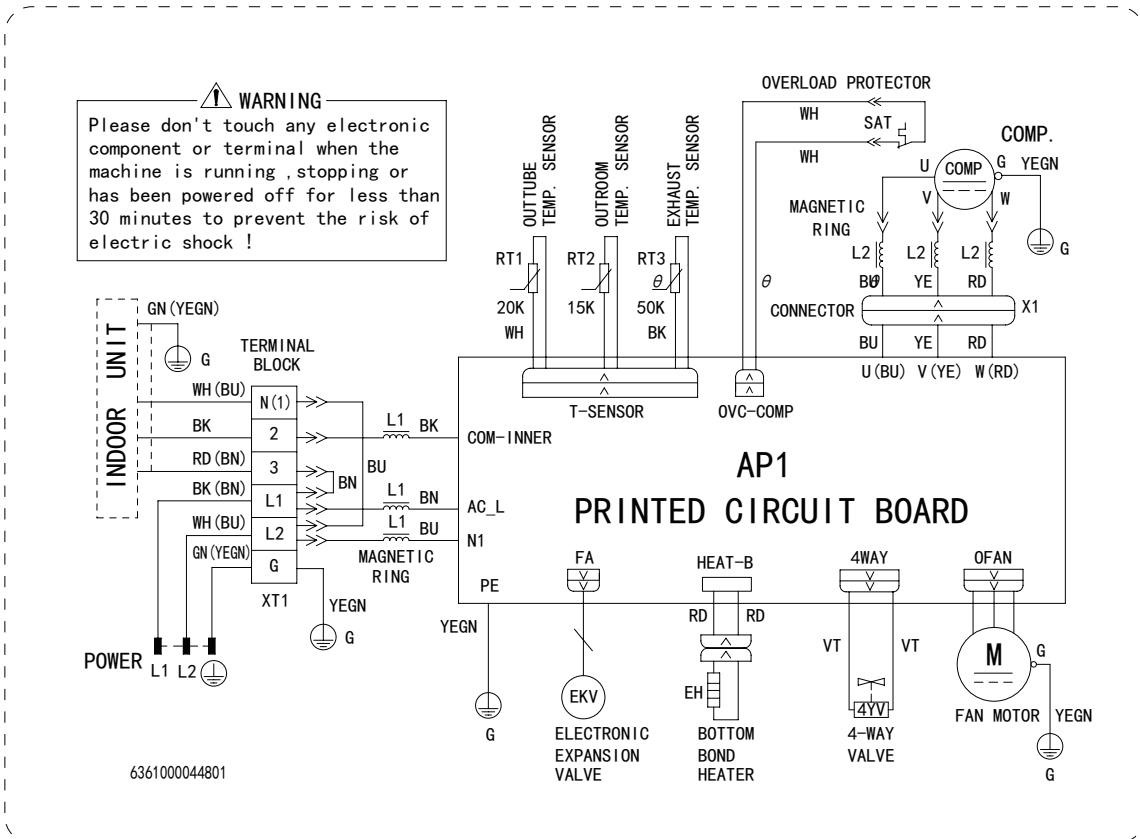 WARNING
Please don't touch any electronic
component or terminal when the
machine is running ,stopping or
has been powered off for less than
30 minutes to prevent the risk of
electric shock !
OVERLOAD PROTECTOR
WH
SAT
WH
COMP.
U
COMP
G
YEGN
V
W
G
MAGNETIC
RING
L2
L2
L2
BU
θ
YE
RD
CONNECTOR
X1
BU
YE
RD
U(BU)
V(YE)
W(RD)
OUTTUBE
TEMP. SENSOR
OUTROOM
TEMP. SENSOR
EXHAUST
TEMP. SENSOR
RT1
RT2
RT3
θ
θ
20K
15K
50K
WH
BK
T-SENSOR
OVC-COMP
INDOOR UNIT
GN(YEGN)
G
TERMINAL
BLOCK
WH(BU)
N(1)
BK
2
L1
BK
COM-INNER
RD(BN)
3
BN
BU
BK(BN)
L1
L1
BN
AC_L
WH(BU)
L2
L1
BU
N1
GN(YEGN)
G
MAGNETIC
RING
XT1
YEGN
G
POWER
L1
L2
AP1
PRINTED CIRCUIT BOARD
PE
YEGN
G
FA
EKV
ELECTRONIC
EXPANSION
VALVE
HEAT-B
RD
RD
EH
BOTTOM
BOND
HEATER
4WAY
VT
VT
4YV
4-WAY
VALVE
OFAN
M
G
FAN MOTOR
YEGN
G
6361000044801